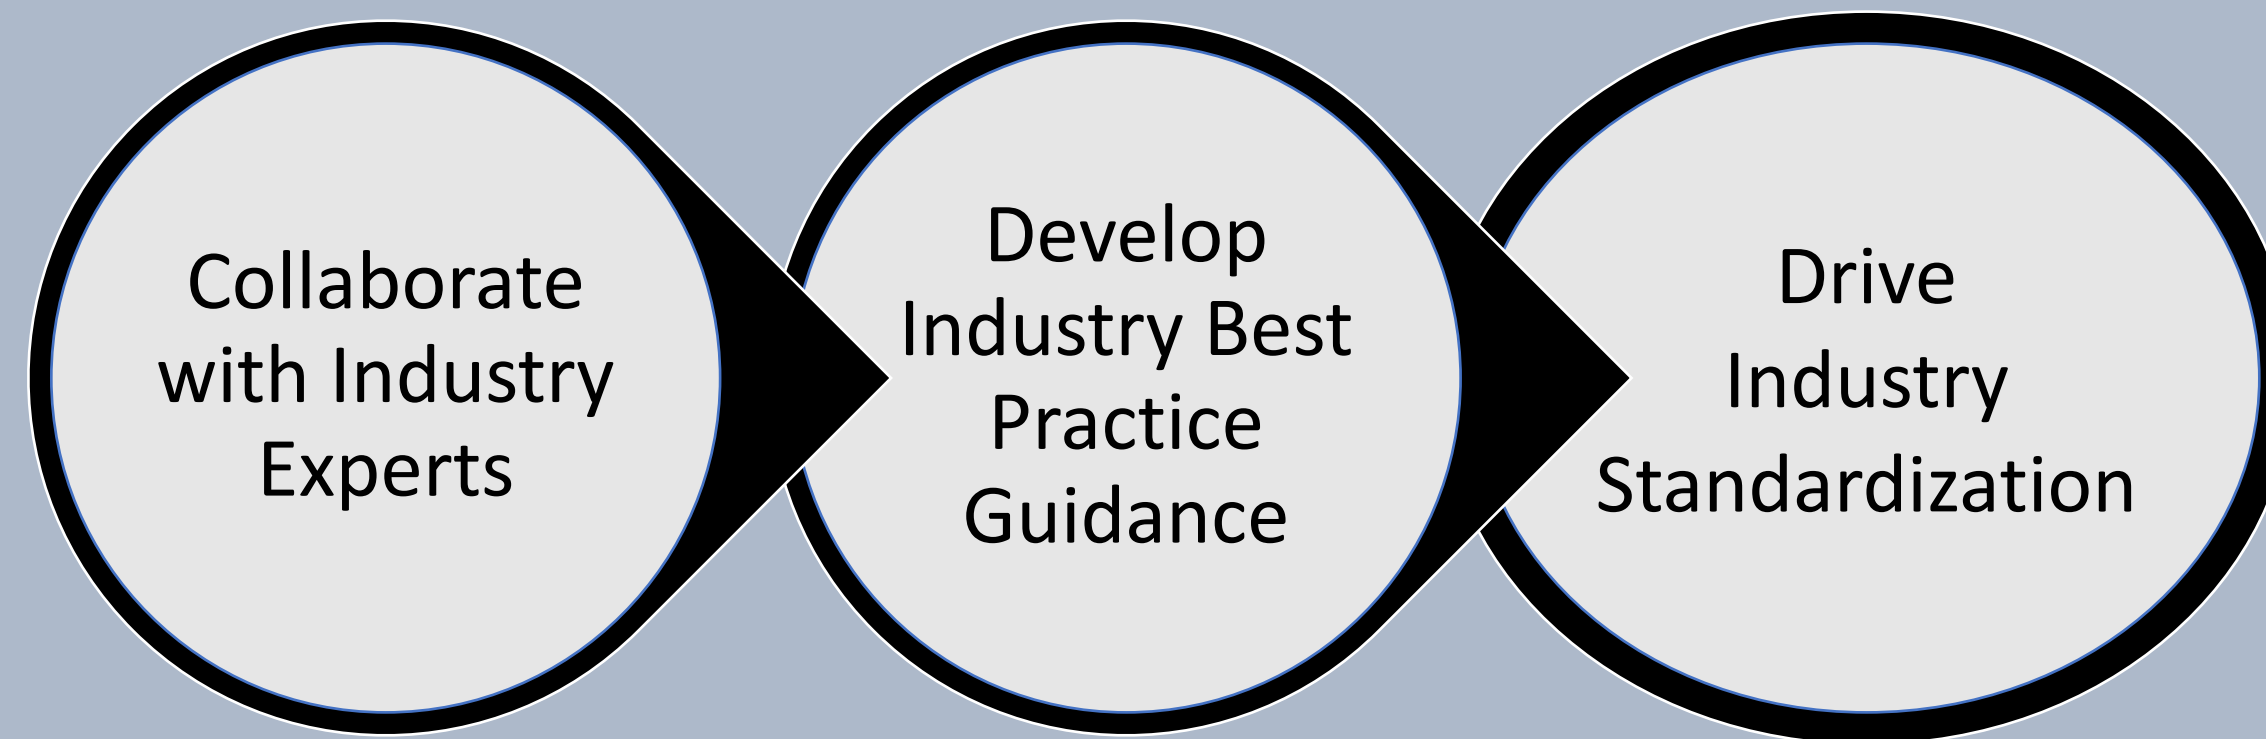 Collaborate
with Industry
Experts
Develop
Industry Best
Practice
Guidance
Drive
Industry
Standardization